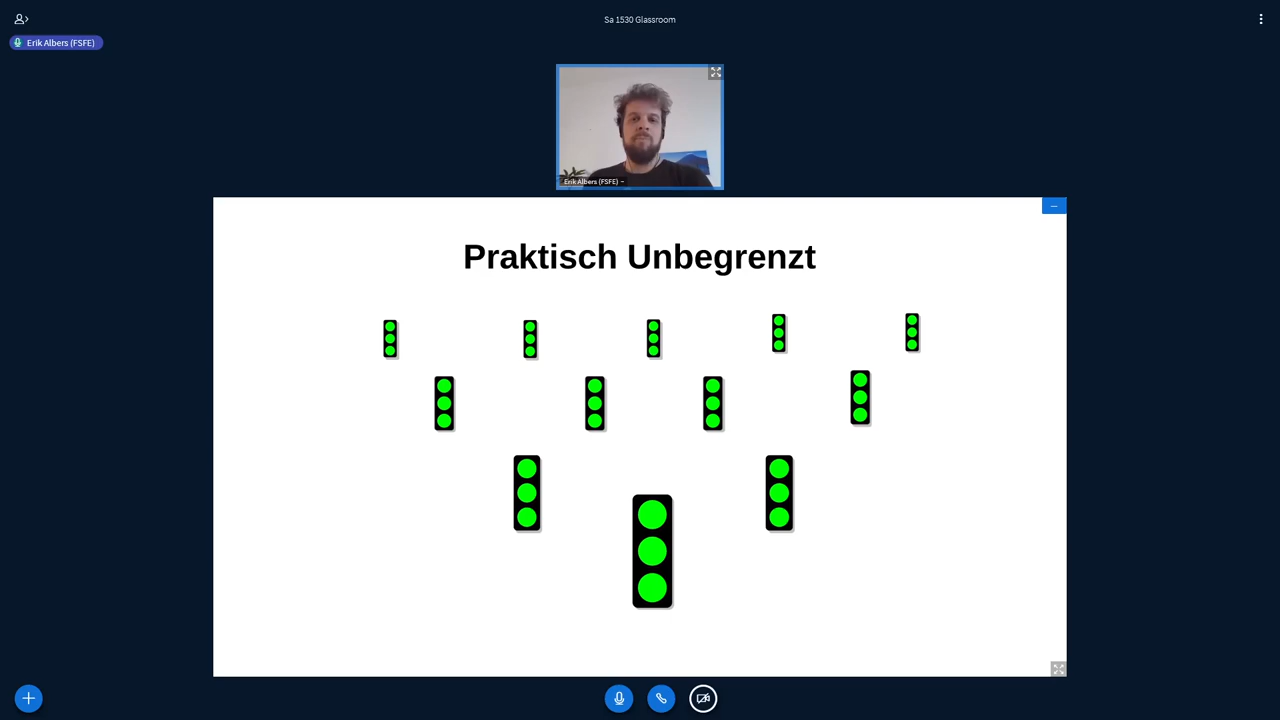 Sa 1530 Glassroom
Erik Albers (FSFE)
Erik Albers (FSFE)
Praktisch Unbegrenzt